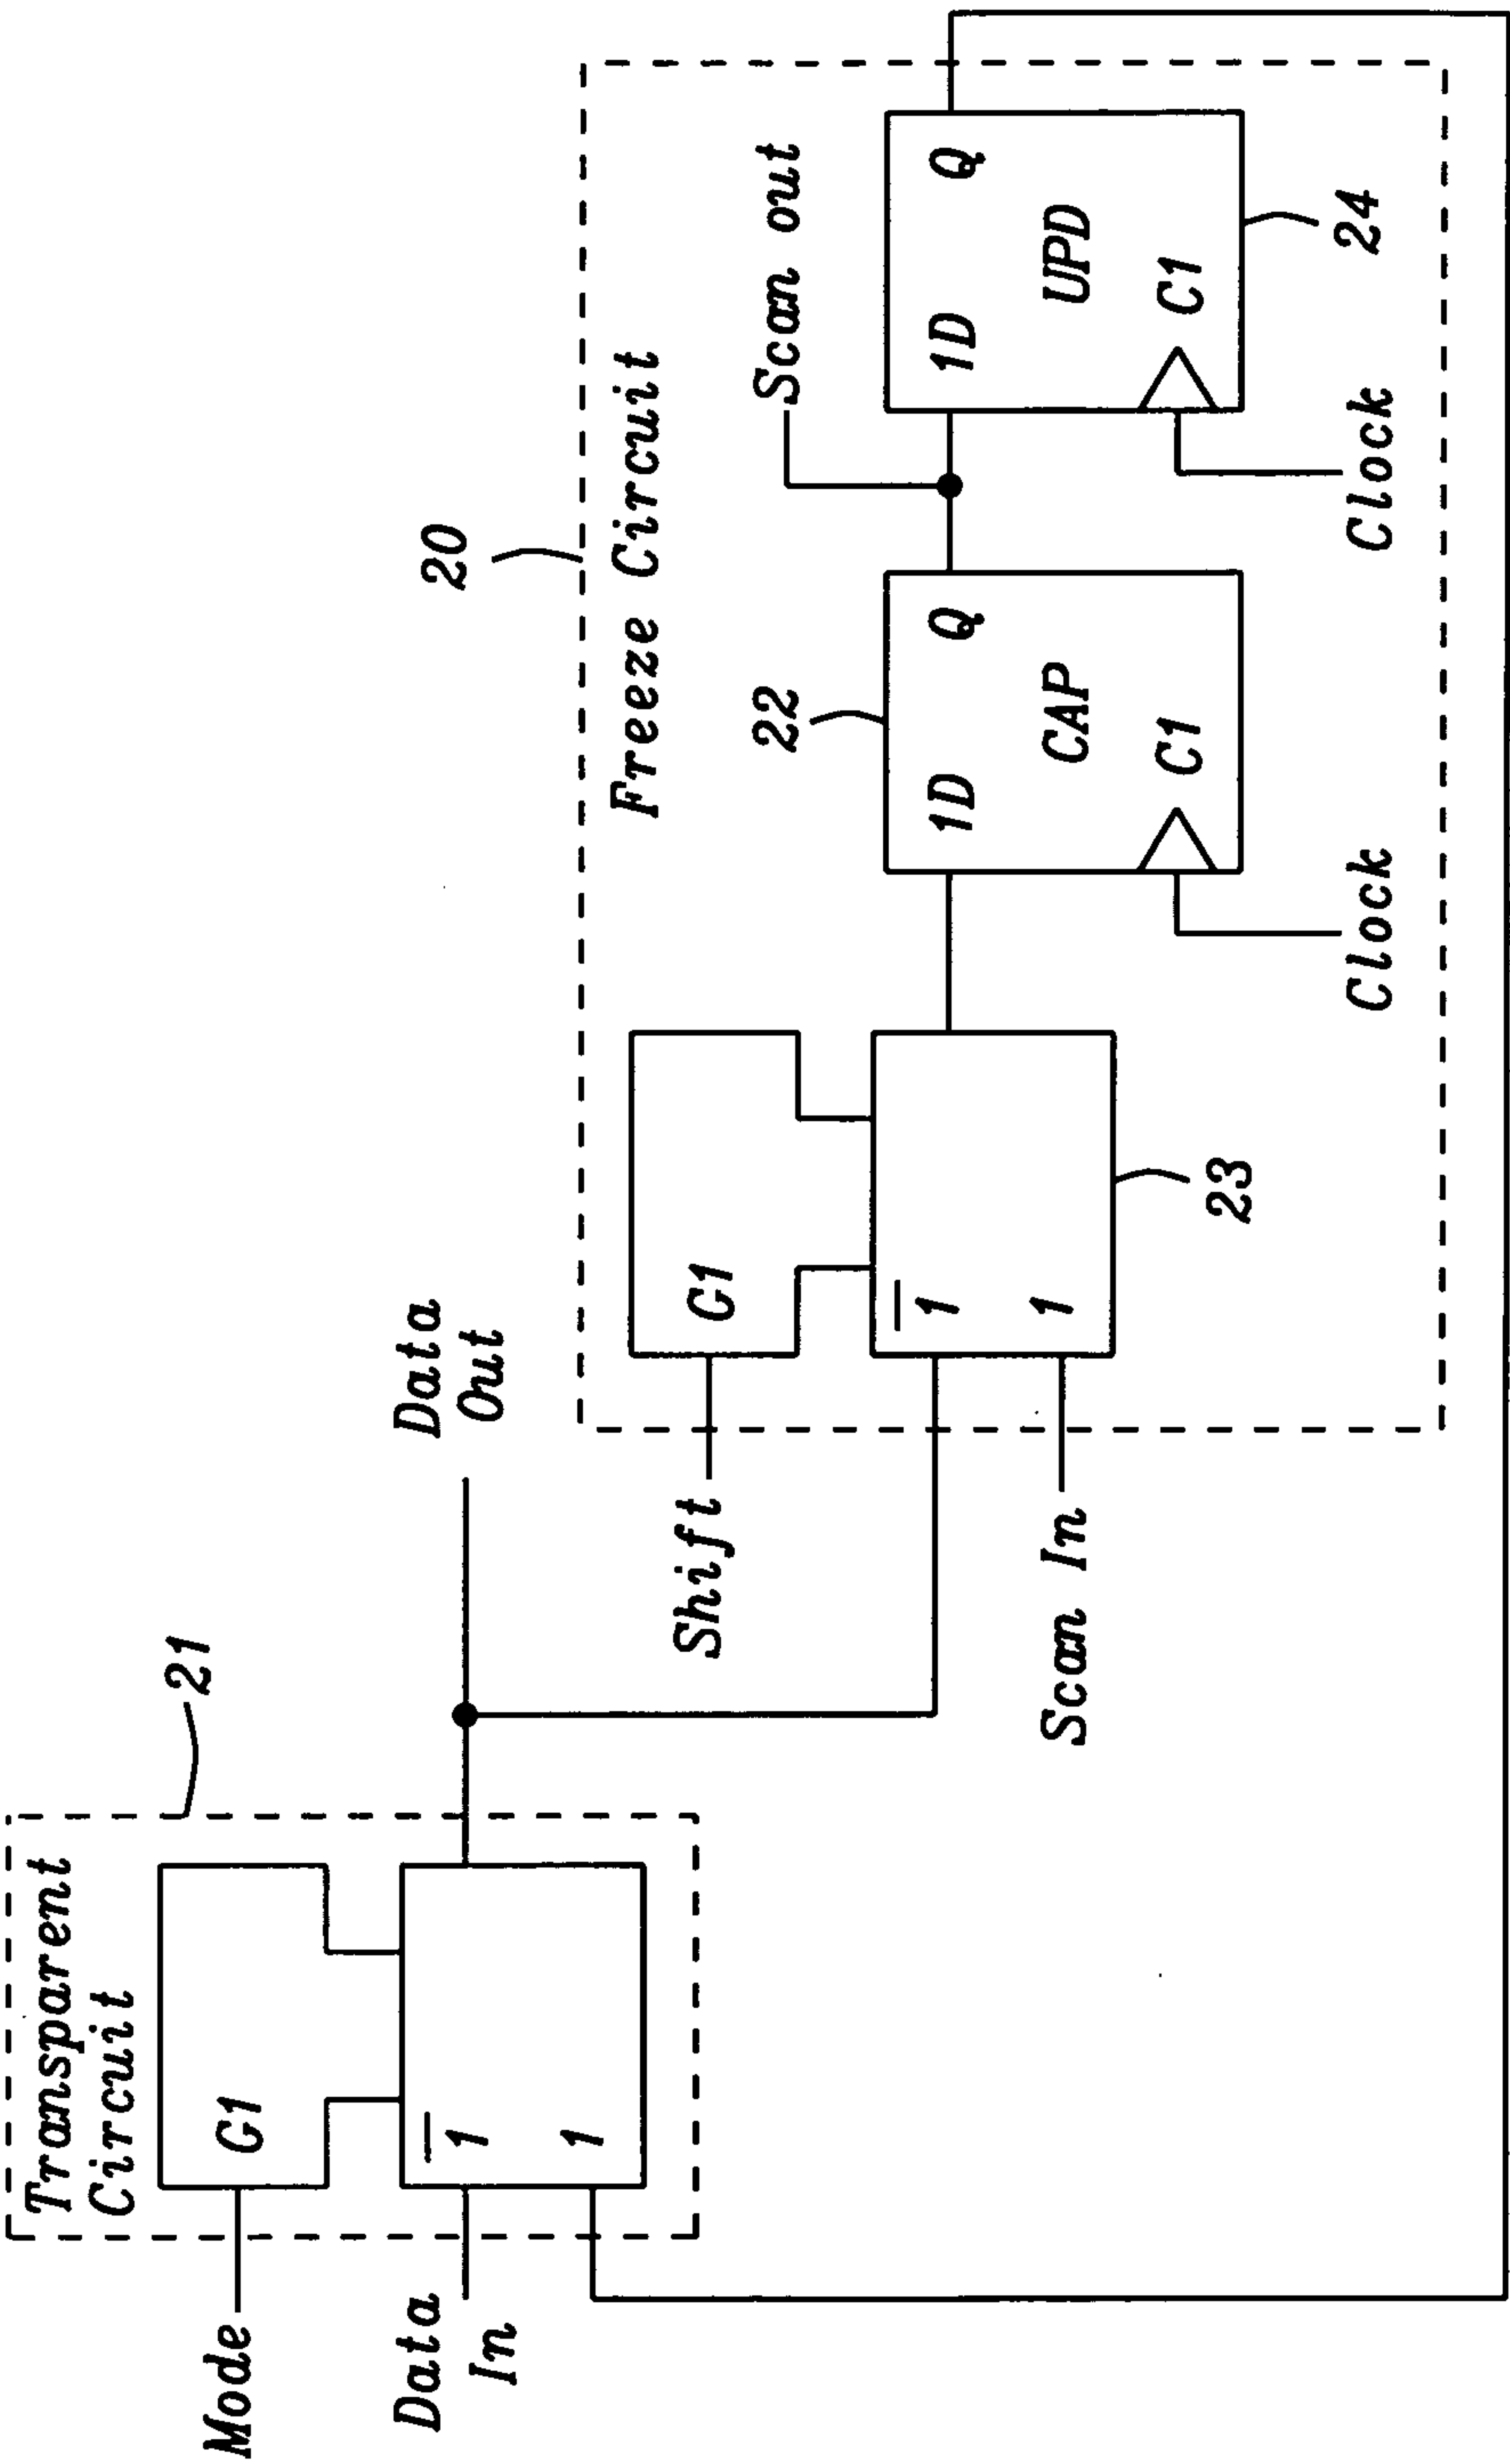 Transparent
Circuit
21
G1
Mode
1
1
Data
In
Data
Out
20
Freeze Circuit
Shift
G1
1
1
Scan In
23
22
1D
Q
CAP
C1
Clock
Scan out
1D
Q
UPD
C1
24
Clock